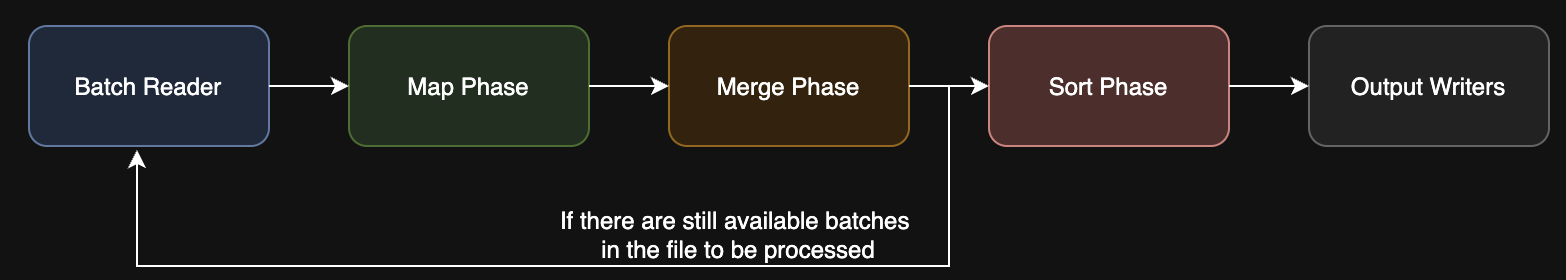 Batch Reader
Map Phase
Merge Phase
Sort Phase
Output Writers
If there are still available batches
in the file to be processed